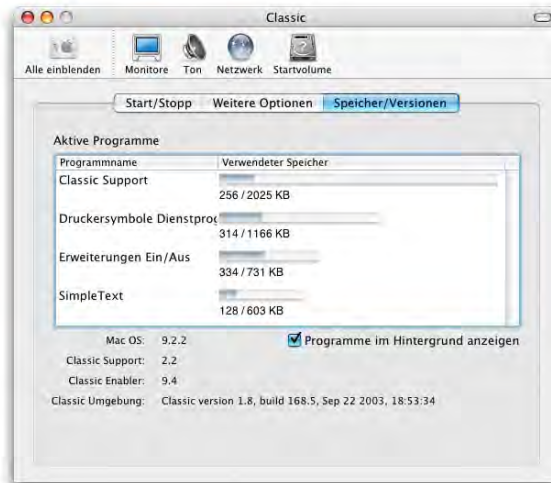 Classic
Alle einblenden Monitore Ton Netzwerk Startvolume
Start/Stopp Weitere Optionen Speicher/Versionen
Aktive Programme
Programmname Verwendeter Speicher
Classic Support
256 / 2025 KB
Druckersymbole Dienstprog
314 / 1166 KB
Erweiterungen Ein/Aus
334 / 731 KB
SimpleText
128 / 603 KB
Mac OS: 9.2.2 Programme im Hintergrund anzeigen
Classic Support: 2.2
Classic Enabler: 9.4
Classic Umgebung: Classic version 1.8, build 168.5, Sep 22 2003, 18:53:34